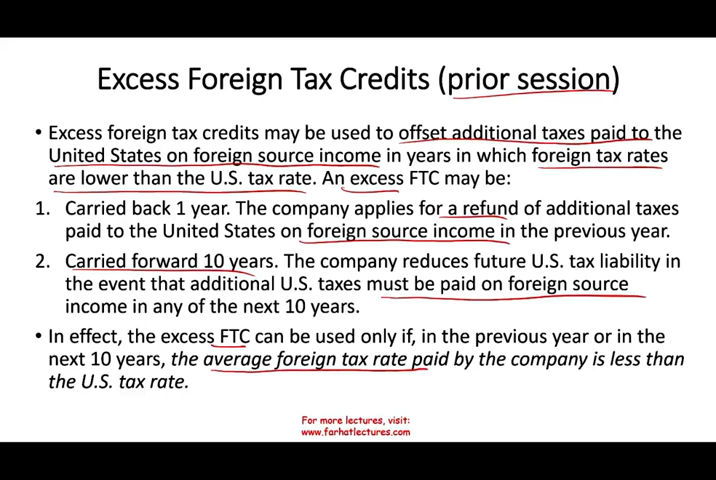 Excess Foreign Tax Credits (prior session)
• Excess foreign tax credits may be used to offset additional taxes paid to the
United States on foreign source income in years in which foreign tax rates
are lower than the U.S. tax rate. An excess FTC may be:
1. Carried back 1 year. The company applies for a refund of additional taxes
paid to the United States on foreign source income in the previous year.
2. Carried forward 10 years. The company reduces future U.S. tax liability in
the event that additional U.S. taxes must be paid on foreign source
income in any of the next 10 years.
• In effect, the excess FTC can be used only if, in the previous year or in the
next 10 years, the average foreign tax rate paid by the company is less than
the U.S. tax rate.
For more lectures, visit:
www.farhatlectures.com